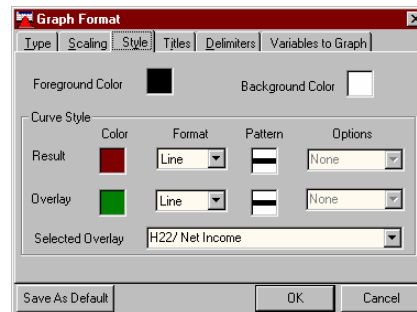 Graph Format
Type Scaling Style Titles Delimiters Variables to Graph
Foreground Color Background Color
Curve Style
Color Format Pattern Options
Result Line None
Overlay Line None
Selected Overlay H22/ Net Income
Save As Default OK Cancel